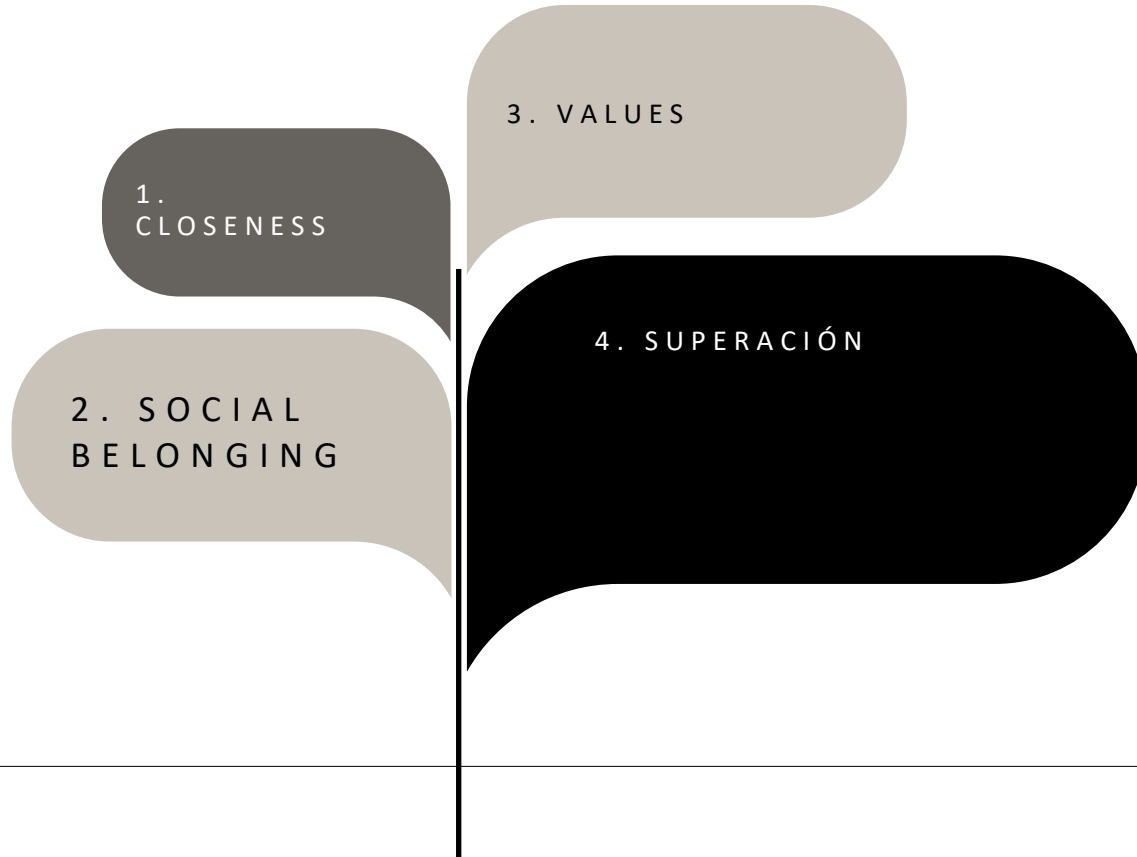 1.
CLOSENESS
2. SOCIAL
BELONGING
3. VALUES
4. SUPERACIÓN